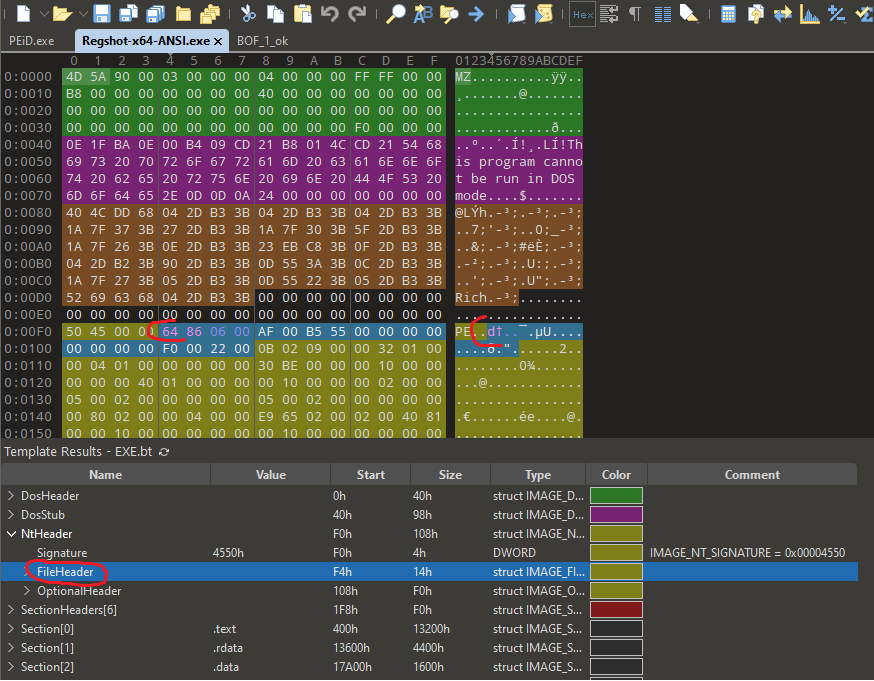 Hex
PEiD.exe Regshot-x64-ANSI.exe BOF_1_ok
0 1 2 3 4 5 6 7 8 9 A B C D E F 0123456789ABCDEF
0:0000 4D 5A 90 00 03 00 00 00 04 00 00 00 FF FF 00 00 MZ..........ÿÿ..
0:0010 B8 00 00 00 00 00 00 00 40 00 00 00 00 00 00 00 ¸.......@.......
0:0020 00 00 00 00 00 00 00 00 00 00 00 00 00 00 00 00 ................
0:0030 00 00 00 00 00 00 00 00 00 00 00 00 F0 00 00 00 ............ð...
0:0040 0E 1F BA 0E 00 B4 09 CD 21 B8 01 4C CD 21 54 68 ..º..´.Í!¸.LÍ!Th
0:0050 69 73 20 70 72 6F 67 72 61 6D 20 63 61 6E 6E 6F is program canno
0:0060 74 20 62 65 20 72 75 6E 20 69 6E 20 44 4F 53 20 t be run in DOS
0:0070 6D 6F 64 65 2E 0D 0D 0A 24 00 00 00 00 00 00 00 mode....$.......
0:0080 40 4C DD 68 04 2D B3 3B 04 2D B3 3B 04 2D B3 3B @LÝh.-³;.-³;.-³;
0:0090 1A 7F 37 3B 27 2D B3 3B 1A 7F 30 3B 5F 2D B3 3B ..7;'-³;..0;_-³;
0:00A0 1A 7F 26 3B 0E 2D B3 3B 23 EB C8 3B 0F 2D B3 3B ..&;.-³;#ëÈ;.-³;
0:00B0 04 2D B2 3B 90 2D B3 3B 0D 55 3A 3B 0C 2D B3 3B .-²;.-³;.U:;.-³;
0:00C0 1A 7F 27 3B 05 2D B3 3B 0D 55 22 3B 05 2D B3 3B ..';.-³;.U";.-³;
0:00D0 52 69 63 68 04 2D B3 3B 00 00 00 00 00 00 00 00 Rich.-³;........
0:00E0 00 00 00 00 00 00 00 00 00 00 00 00 00 00 00 00 ................
0:00F0 50 45 00 00 64 86 06 00 AF 00 B5 55 00 00 00 00 PE..d†..¯.µU....
0:0100 00 00 00 00 F0 00 22 00 0B 02 09 00 00 32 01 00 ....ð."......2..
0:0110 00 04 01 00 00 00 00 00 30 BE 00 00 00 10 00 00 ........0¾......
0:0120 00 00 00 40 01 00 00 00 00 10 00 00 00 02 00 00 ...@............
0:0130 05 00 02 00 00 00 00 00 05 00 02 00 00 00 00 00 ................
0:0140 00 80 02 00 00 04 00 00 E9 65 02 00 02 00 40 81 .€......ée....@.
0:0150 00 00 10 00 00 00 00 00 00 10 00 00 00 00 00 00 ................
Template Results - EXE.bt
Name Value Start Size Type Color Comment
DosHeader 0h 40h struct IMAGE_D...
DosStub 40h 98h struct IMAGE_D...
NtHeader F0h 108h struct IMAGE_N...
Signature 4550h F0h 4h DWORD IMAGE_NT_SIGNATURE = 0x00004550
FileHeader F4h 14h struct IMAGE_FI...
OptionalHeader 108h F0h struct IMAGE_O...
SectionHeaders[6] 1F8h F0h struct IMAGE_S...
Section[0] .text 400h 13200h struct IMAGE_S...
Section[1] .rdata 13600h 4400h struct IMAGE_S...
Section[2] .data 17A00h 1600h struct IMAGE_S...